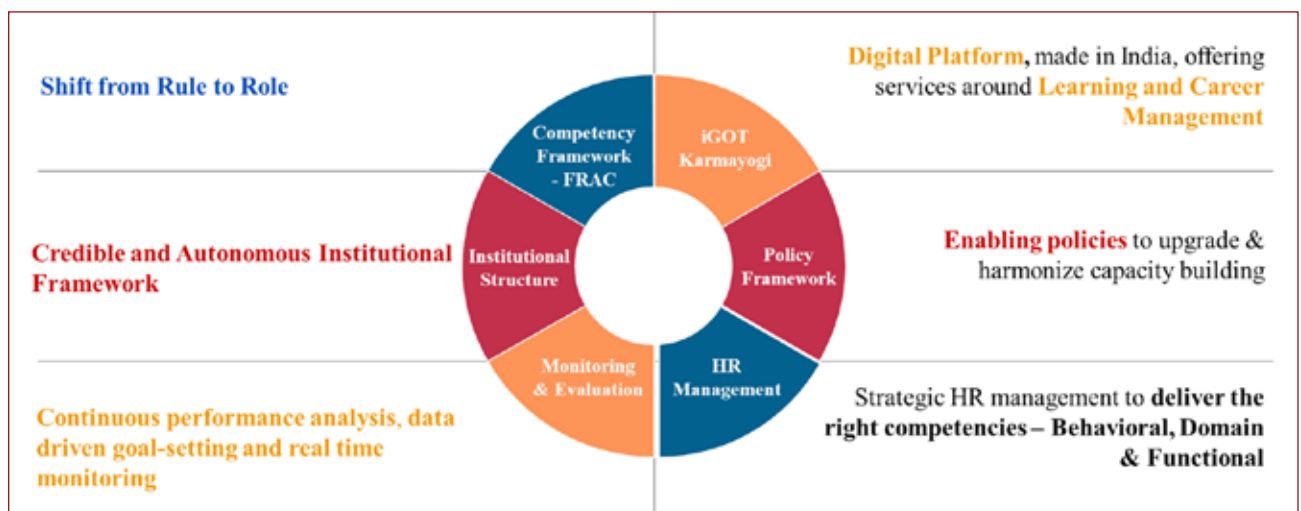 Shift from Rule to Role
Competency
Framework
- FRAC
iGOT
Karmayogi
Digital Platform, made in India, offering
services around Learning and Career
Management
Credible and Autonomous Institutional
Framework
Institutional
Structure
Policy
Framework
Enabling policies to upgrade &
harmonize capacity building
Continuous performance analysis, data
driven goal-setting and real time
monitoring
Monitoring
& Evaluation
HR
Management
Strategic HR management to deliver the
right competencies – Behavioral, Domain
& Functional